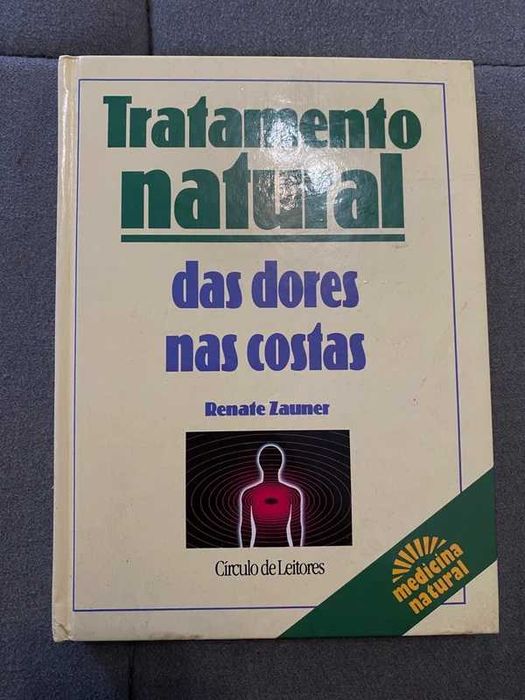 Tratamento
natural
das dores
nas costas
Renate Zauner
Círculo de Leitores
medicina
natural